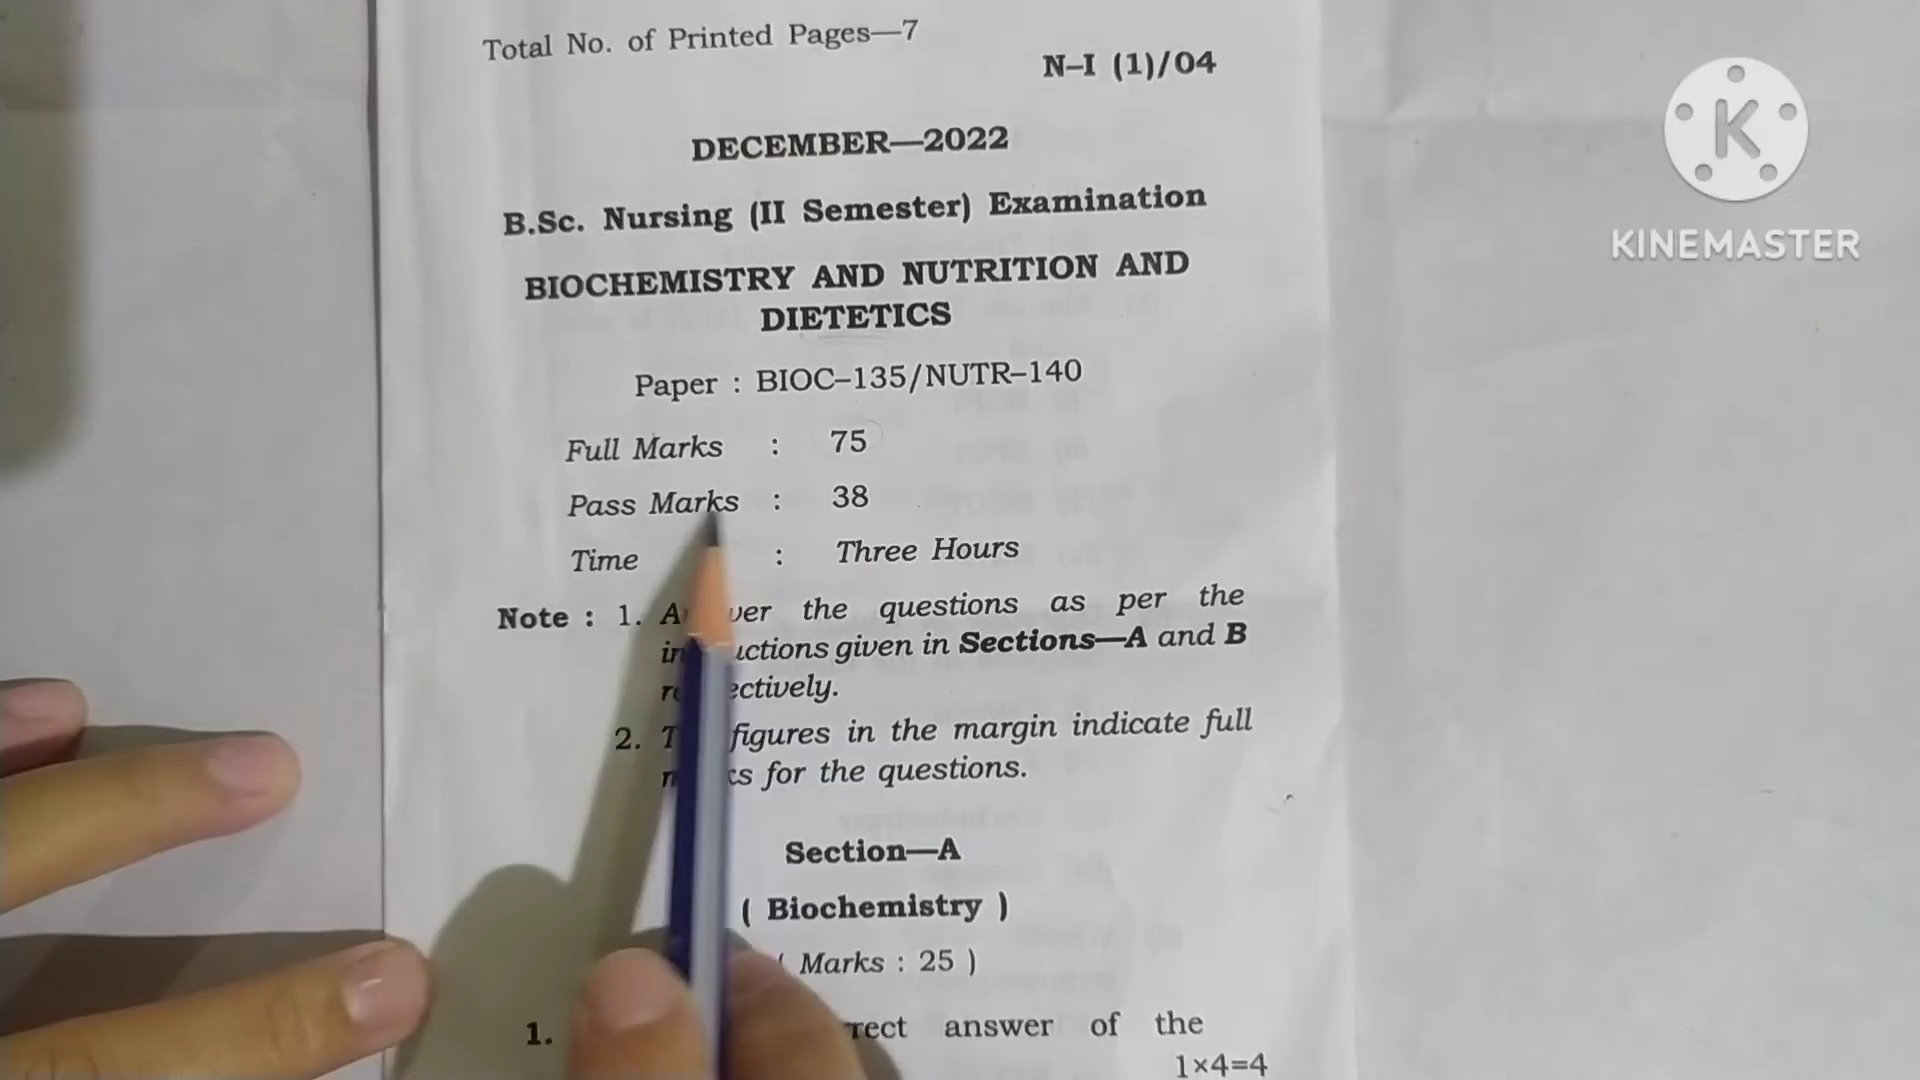 Total No. of Printed Pages—7
N–I (1)/04
DECEMBER—2022
B.Sc. Nursing (II Semester) Examination
BIOCHEMISTRY AND NUTRITION AND
DIETETICS
Paper : BIOC–135/NUTR–140
Full Marks : 75
Pass Marks : 38
Time : Three Hours
Note : 1. the questions as per the
given in Sections—A and B
2. figures in the margin indicate full
for the questions.
Section—A
( Biochemistry )
( Marks : 25 )
1. answer of the
1×4=4
K
KINEMASTER